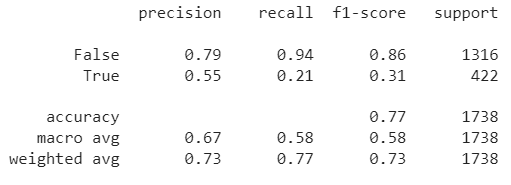 precision recall f1-score support
False 0.79 0.94 0.86 1316
True 0.55 0.21 0.31 422
accuracy 0.77 1738
macro avg 0.67 0.58 0.58 1738
weighted avg 0.73 0.77 0.73 1738